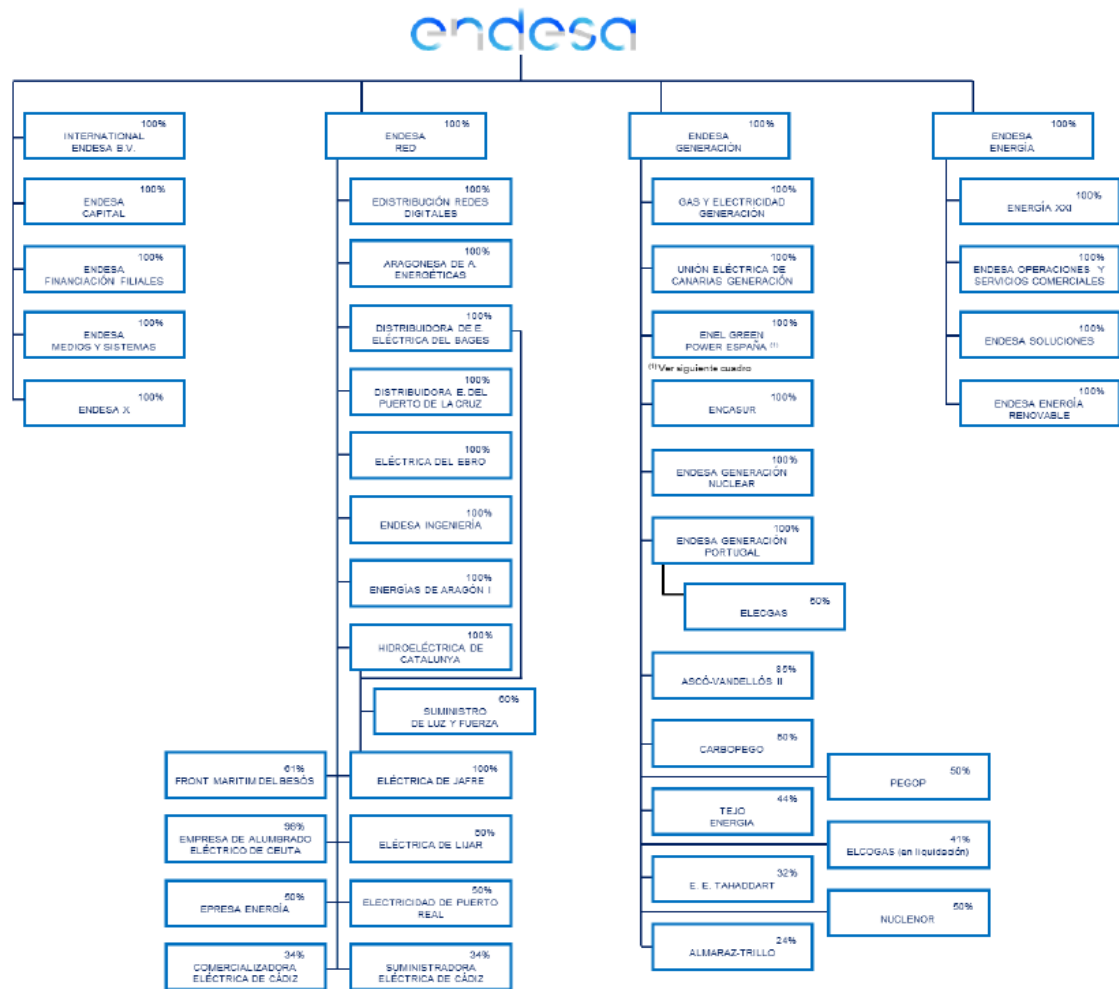 endesa
100%
INTERNATIONAL
ENDESA B.V.
100%
ENDESA
CAPITAL
100%
ENDESA
FINANCIACIÓN FILIALES
100%
ENDESA
MEDIOS Y SISTEMAS
100%
ENDESA X
100%
ENDESA
RED
100%
EDISTRIBUCIÓN REDES
DIGITALES
100%
ARAGONESA DE A.
ENERGÉTICAS
100%
DISTRIBUIDORA DE E.
ELÉCTRICA DEL BAGES
100%
DISTRIBUIDORA E. DEL
PUERTO DE LA CRUZ
100%
ELÉCTRICA DEL EBRO
100%
ENDESA INGENIERÍA
100%
ENERGÍAS DE ARAGÓN I
100%
HIDROELÉCTRICA DE
CATALUNYA
60%
SUMINISTRO
DE LUZ Y FUERZA
61%
FRONT MARITIM DEL BESÒS
100%
ELÉCTRICA DE JAFRE
96%
EMPRESA DE ALUMBRADO
ELÉCTRICO DE CEUTA
50%
ELÉCTRICA DE LIJAR
50%
EPRESA ENERGÍA
50%
ELECTRICIDAD DE PUERTO
REAL
34%
COMERCIALIZADORA
ELÉCTRICA DE CÁDIZ
34%
SUMINISTRADORA
ELÉCTRICA DE CÁDIZ
100%
ENDESA
GENERACIÓN
100%
GAS Y ELECTRICIDAD
GENERACIÓN
100%
UNIÓN ELÉCTRICA DE
CANARIAS GENERACIÓN
100%
ENEL GREEN
POWER ESPAÑA (1)
(1) Ver siguiente cuadro
100%
ENCASUR
100%
ENDESA GENERACIÓN
NUCLEAR
100%
ENDESA GENERACIÓN
PORTUGAL
50%
ELECGAS
85%
ASCÓ-VANDELLÓS II
50%
CARBOPEGO
50%
PEGOP
44%
TEJO
ENERGIA
41%
ELCOGAS (en liquidación)
32%
E. E. TAHADDART
50%
NUCLENOR
24%
ALMARAZ-TRILLO
100%
ENDESA
ENERGÍA
100%
ENERGÍA XXI
100%
ENDESA OPERACIONES Y
SERVICIOS COMERCIALES
100%
ENDESA SOLUCIONES
100%
ENDESA ENERGÍA
RENOVABLE